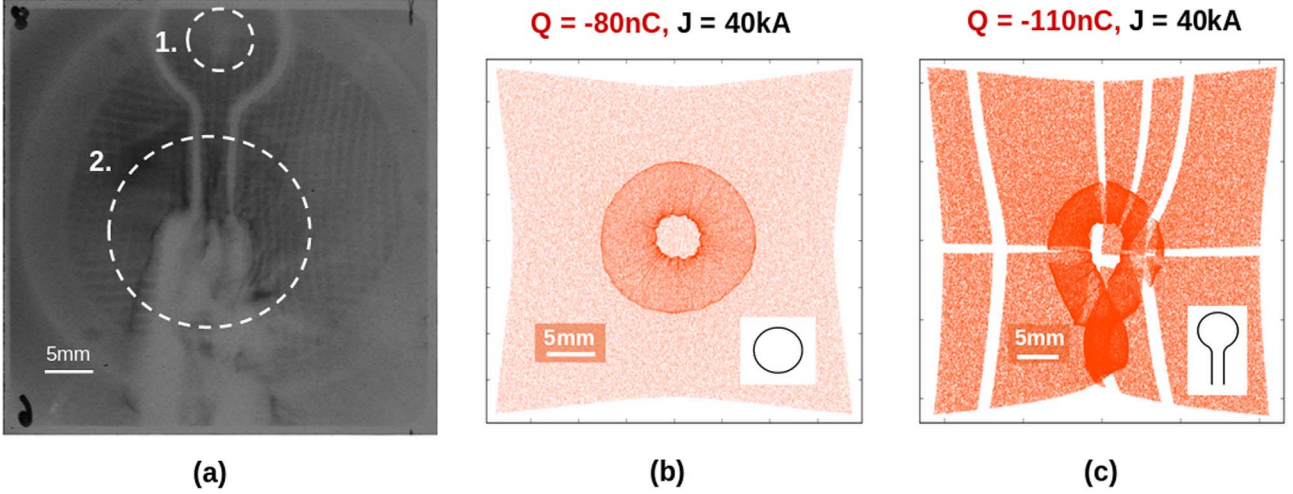 Q = -80nC, J = 40kA
Q = -110nC, J = 40kA
1.
2.
5mm
5mm
5mm
(a)
(b)
(c)